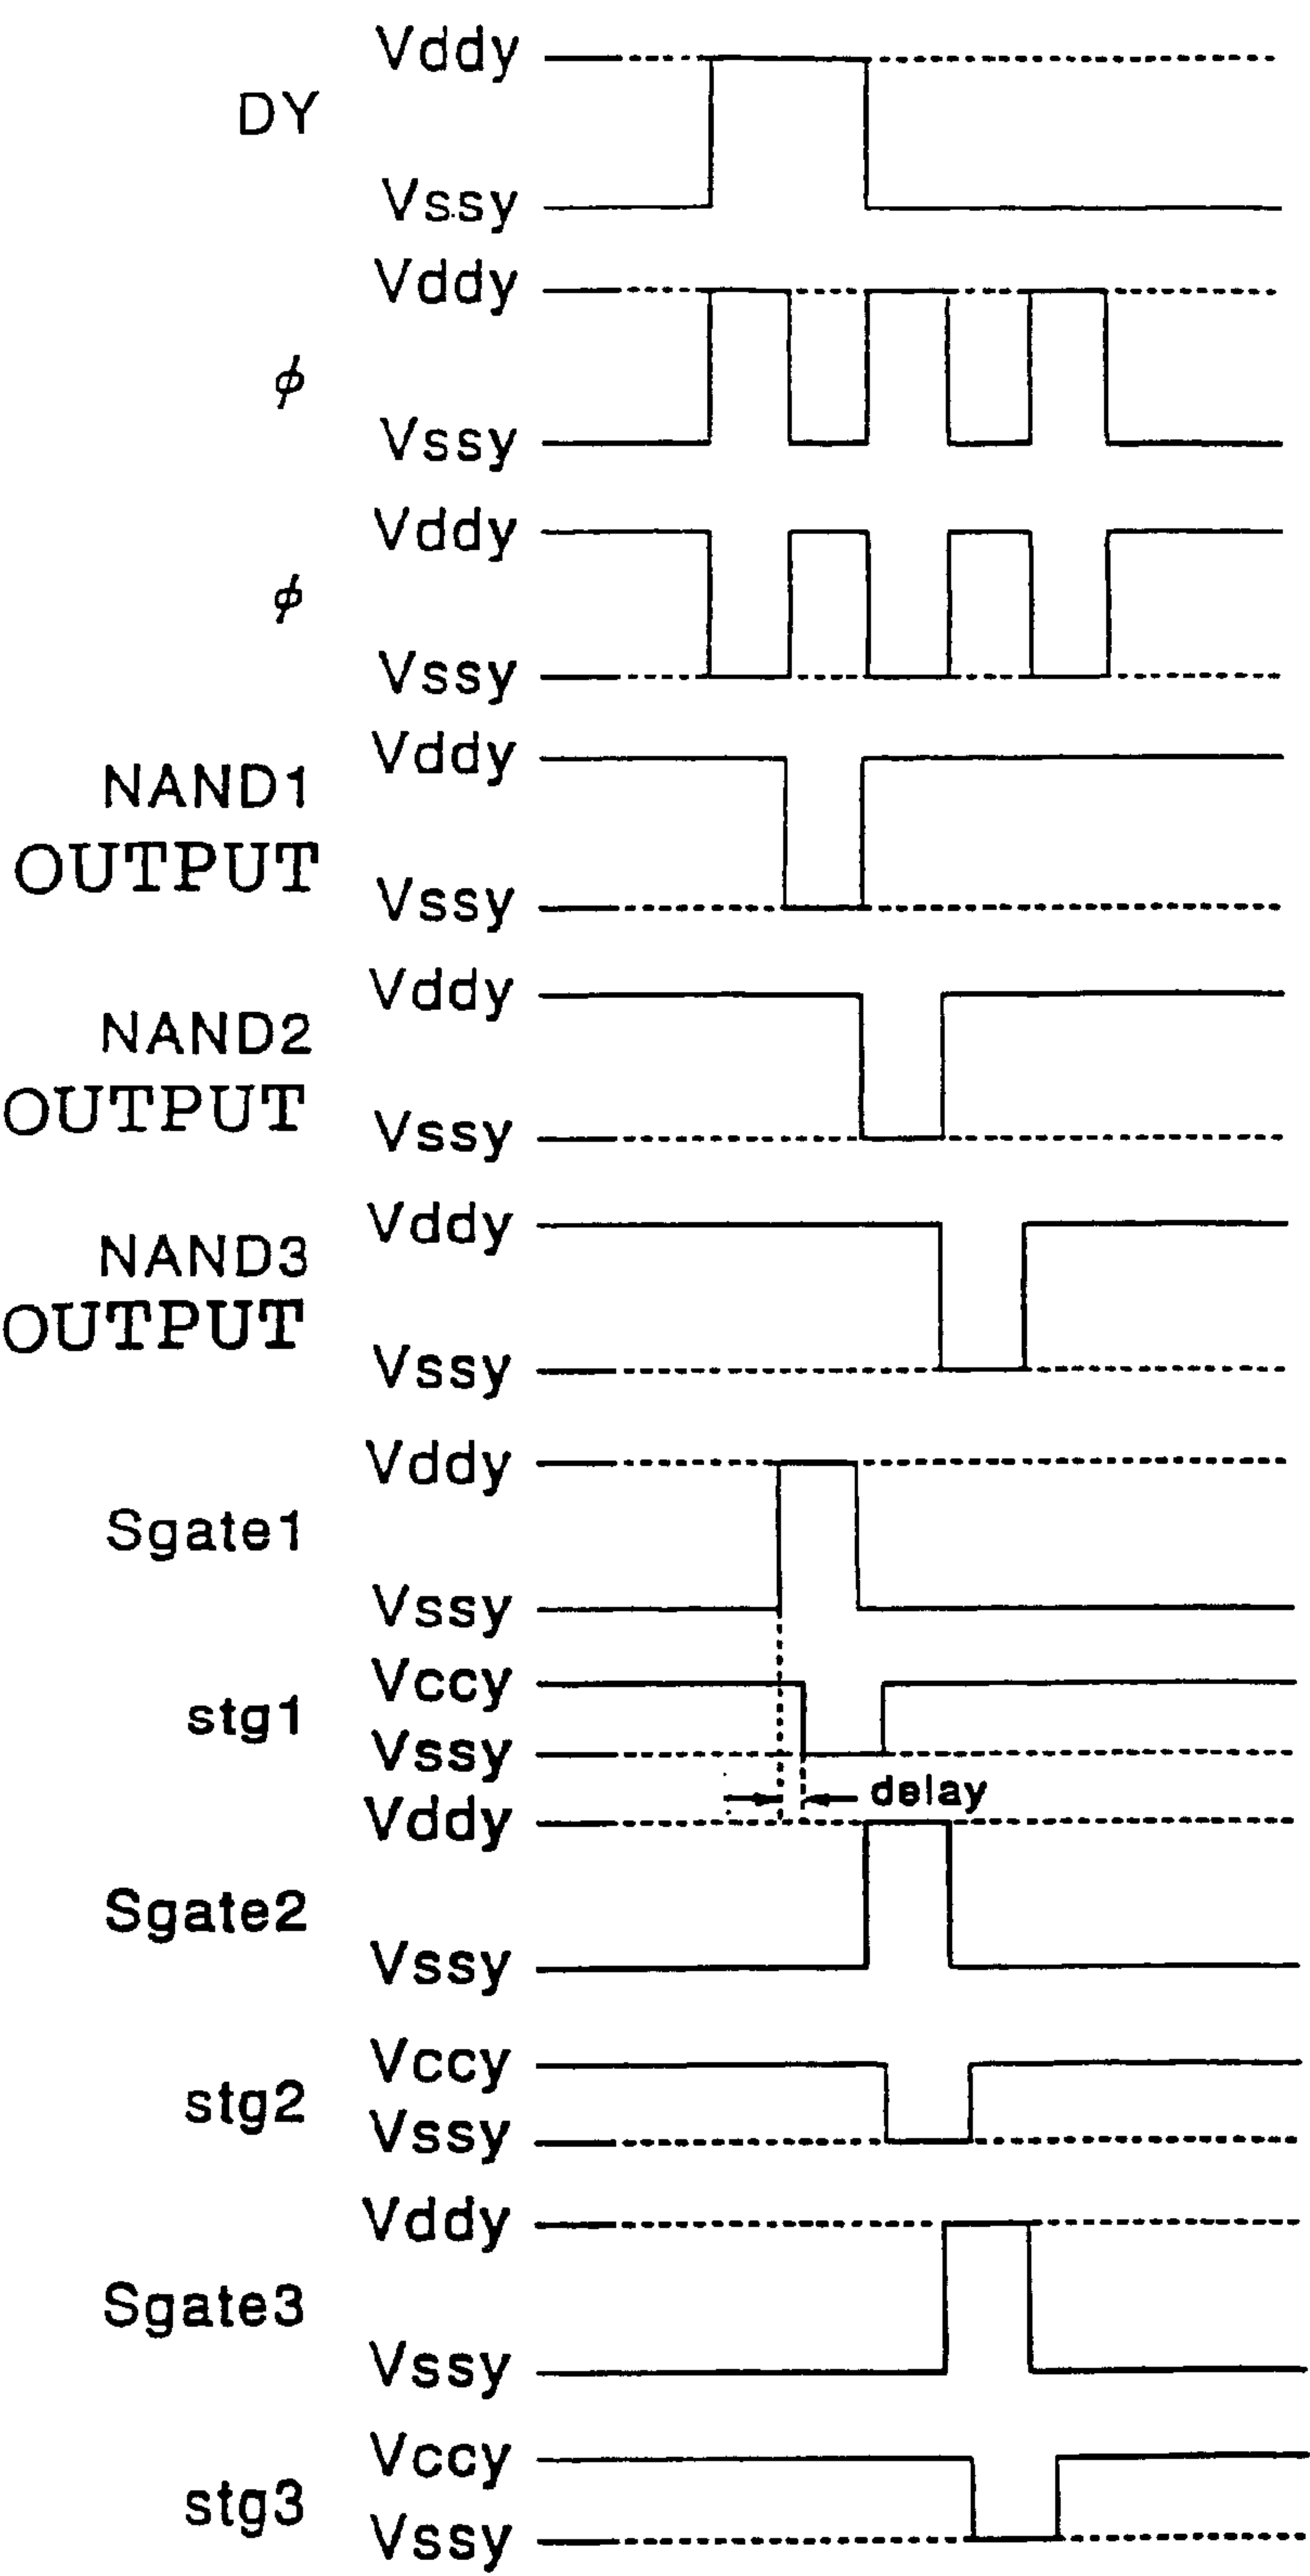 Vddy
DY
Vssy
Vddy
ϕ
Vssy
Vddy
ϕ
Vssy
Vddy
NAND1
OUTPUT
Vssy
Vddy
NAND2
OUTPUT
Vssy
Vddy
NAND3
OUTPUT
Vssy
Vddy
Sgate1
Vssy
Vccy
stg1
Vssy
delay
Vddy
Sgate2
Vssy
Vccy
stg2
Vssy
Vddy
Sgate3
Vssy
Vccy
stg3
Vssy